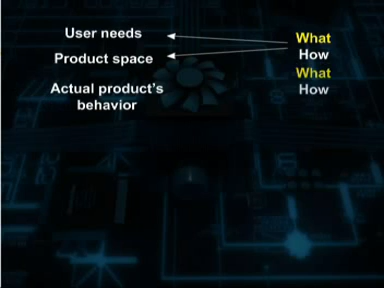 User needs
Product space
Actual product's
behavior
What
How
What
How